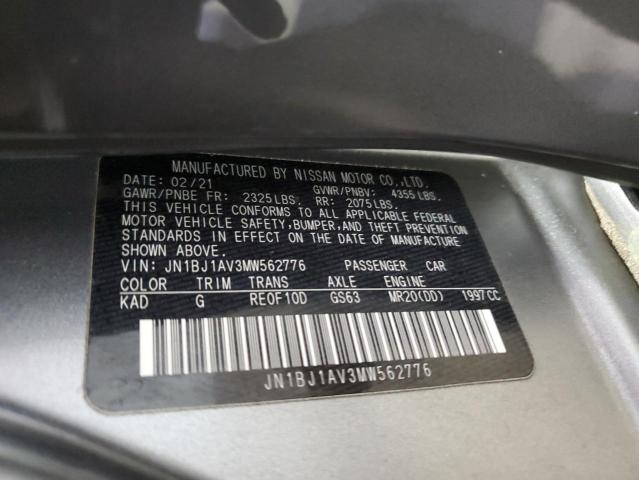 MANUFACTURED BY NISSAN MOTOR CO.,LTD.
DATE: 02/21 GVWR/PNBV: 4355LBS.
GAWR/PNBE FR: 2325LBS. RR: 2075LBS.
THIS VEHICLE CONFORMS TO ALL APPLICABLE FEDERAL
MOTOR VEHICLE SAFETY,BUMPER,AND THEFT PREVENTION
STANDARDS IN EFFECT ON THE DATE OF MANUFACTURE
SHOWN ABOVE.
VIN: JN1BJ1AV3MW562776 PASSENGER CAR
COLOR TRIM TRANS AXLE ENGINE
KAD G RE0F10D GS63 MR20(DD) 1997CC
JN1BJ1AV3MW562776